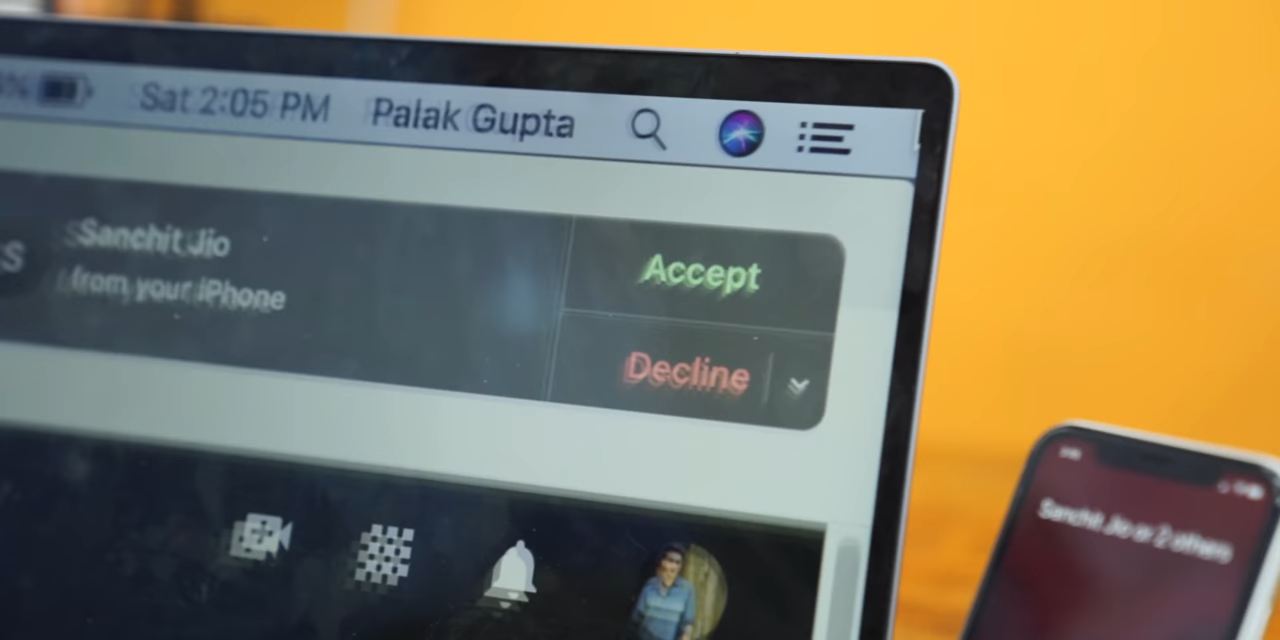 Sat 2:05 PM Palak Gupta
Sanchit Jio
from your iPhone
Accept
Decline
Sanchit Jio or 2 others